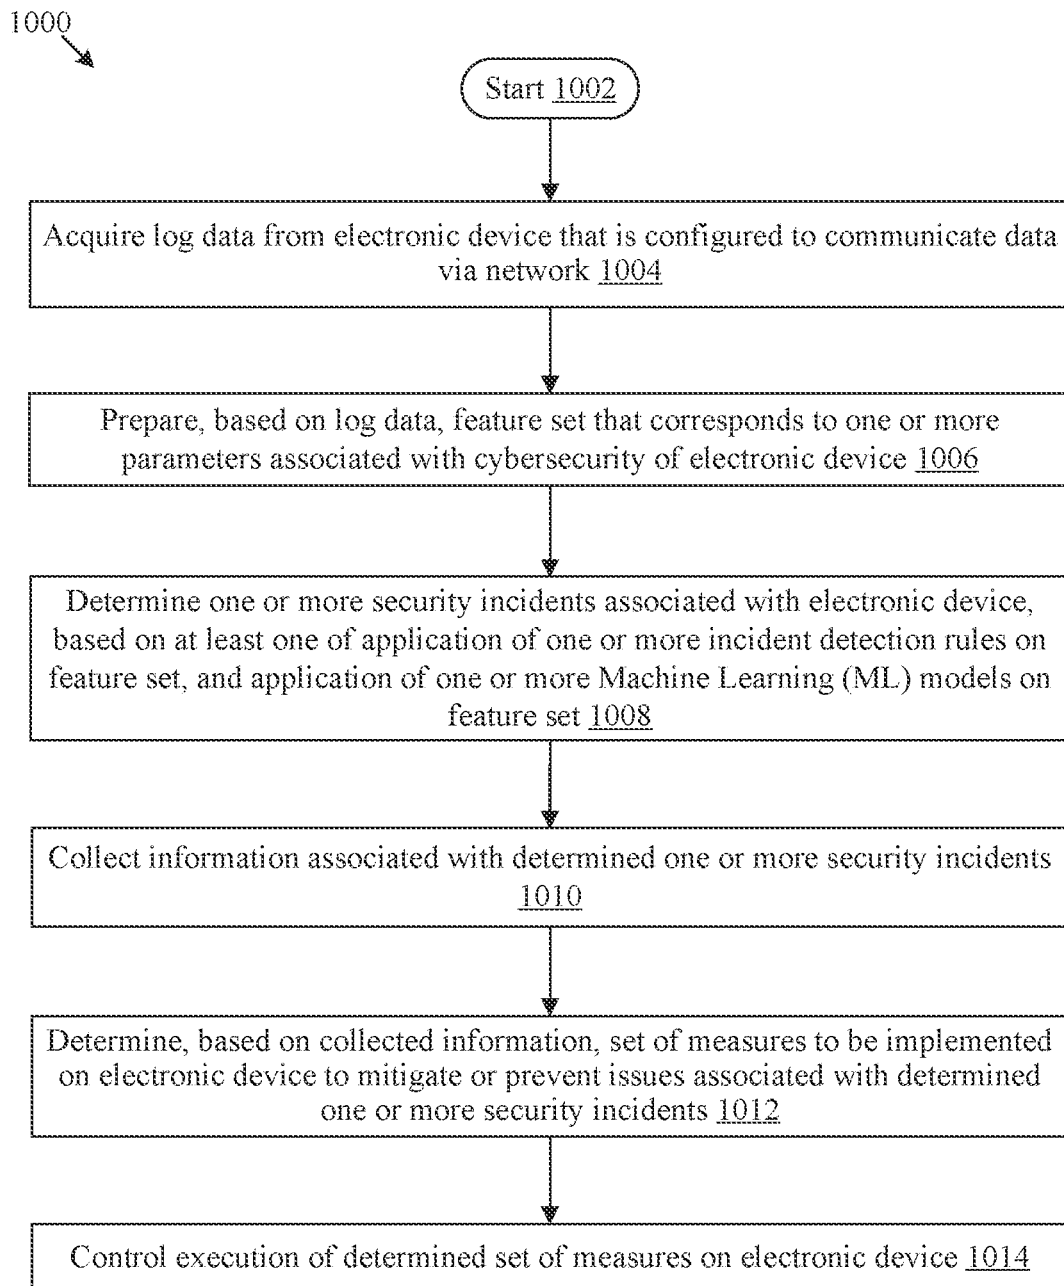 1000
Start 1002
Acquire log data from electronic device that is configured to communicate data
via network 1004
Prepare, based on log data, feature set that corresponds to one or more
parameters associated with cybersecurity of electronic device 1006
Determine one or more security incidents associated with electronic device,
based on at least one of application of one or more incident detection rules on
feature set, and application of one or more Machine Learning (ML) models on
feature set 1008
Collect information associated with determined one or more security incidents
1010
Determine, based on collected information, set of measures to be implemented
on electronic device to mitigate or prevent issues associated with determined
one or more security incidents 1012
Control execution of determined set of measures on electronic device 1014